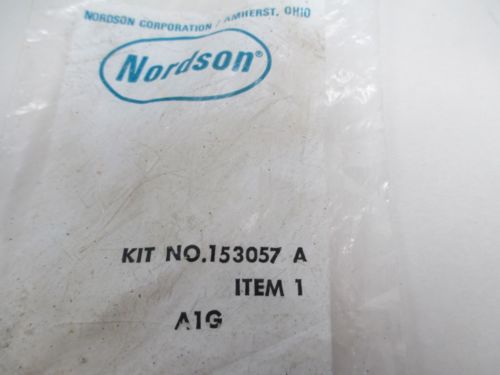 NORDSON CORPORATION / AMHERST, OHIO
Nordson®
KIT NO.153057 A
ITEM 1
A1G